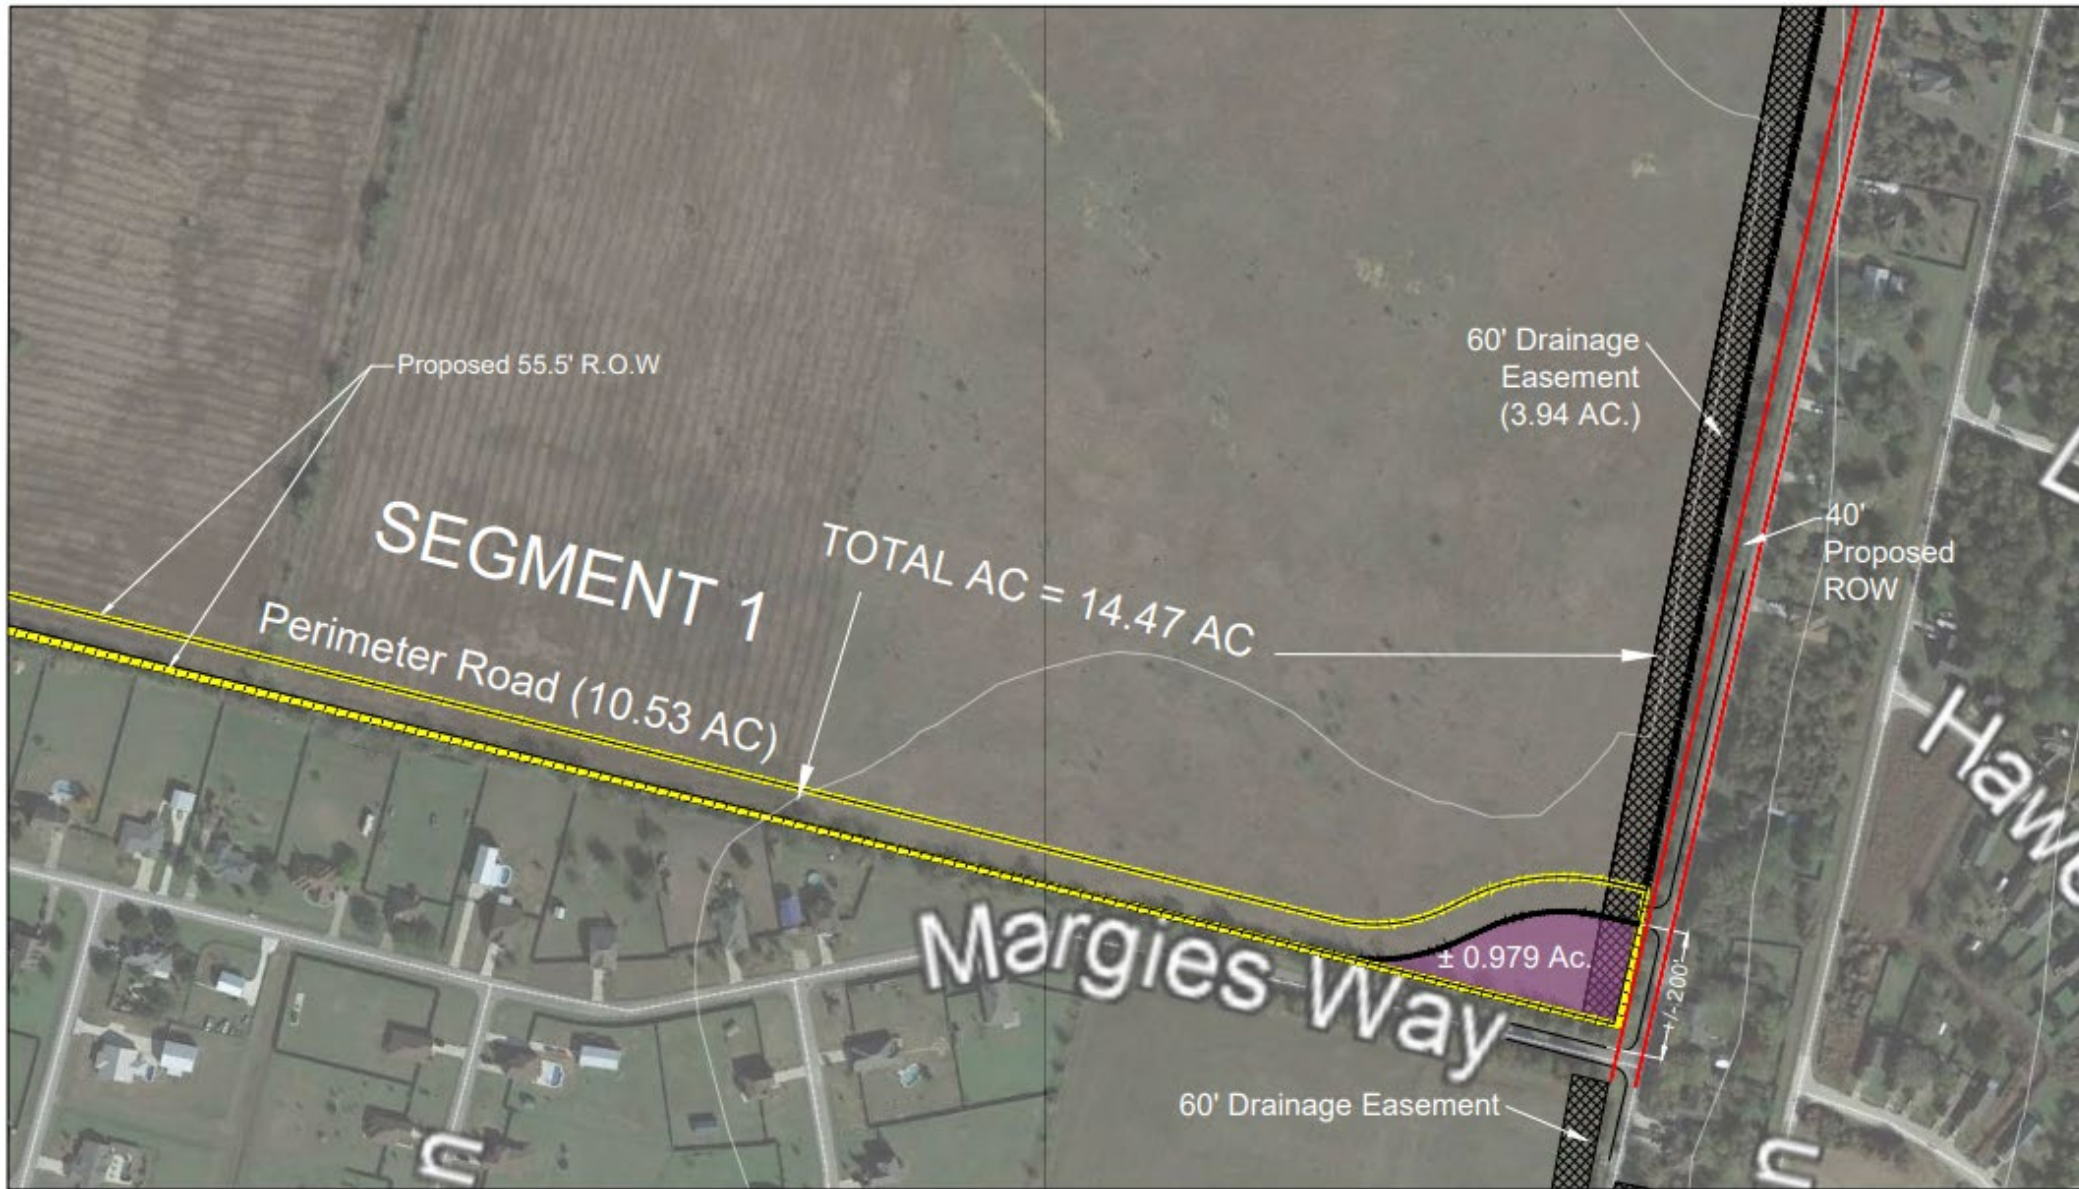 Proposed 55.5' R.O.W
60' Drainage
Easement
(3.94 AC.)
SEGMENT 1
TOTAL AC = 14.47 AC
40'
Proposed
ROW
Perimeter Road (10.53 AC)
Hawe
Margies Way
± 0.979 Ac.
+/-200'
60' Drainage Easement
n
n